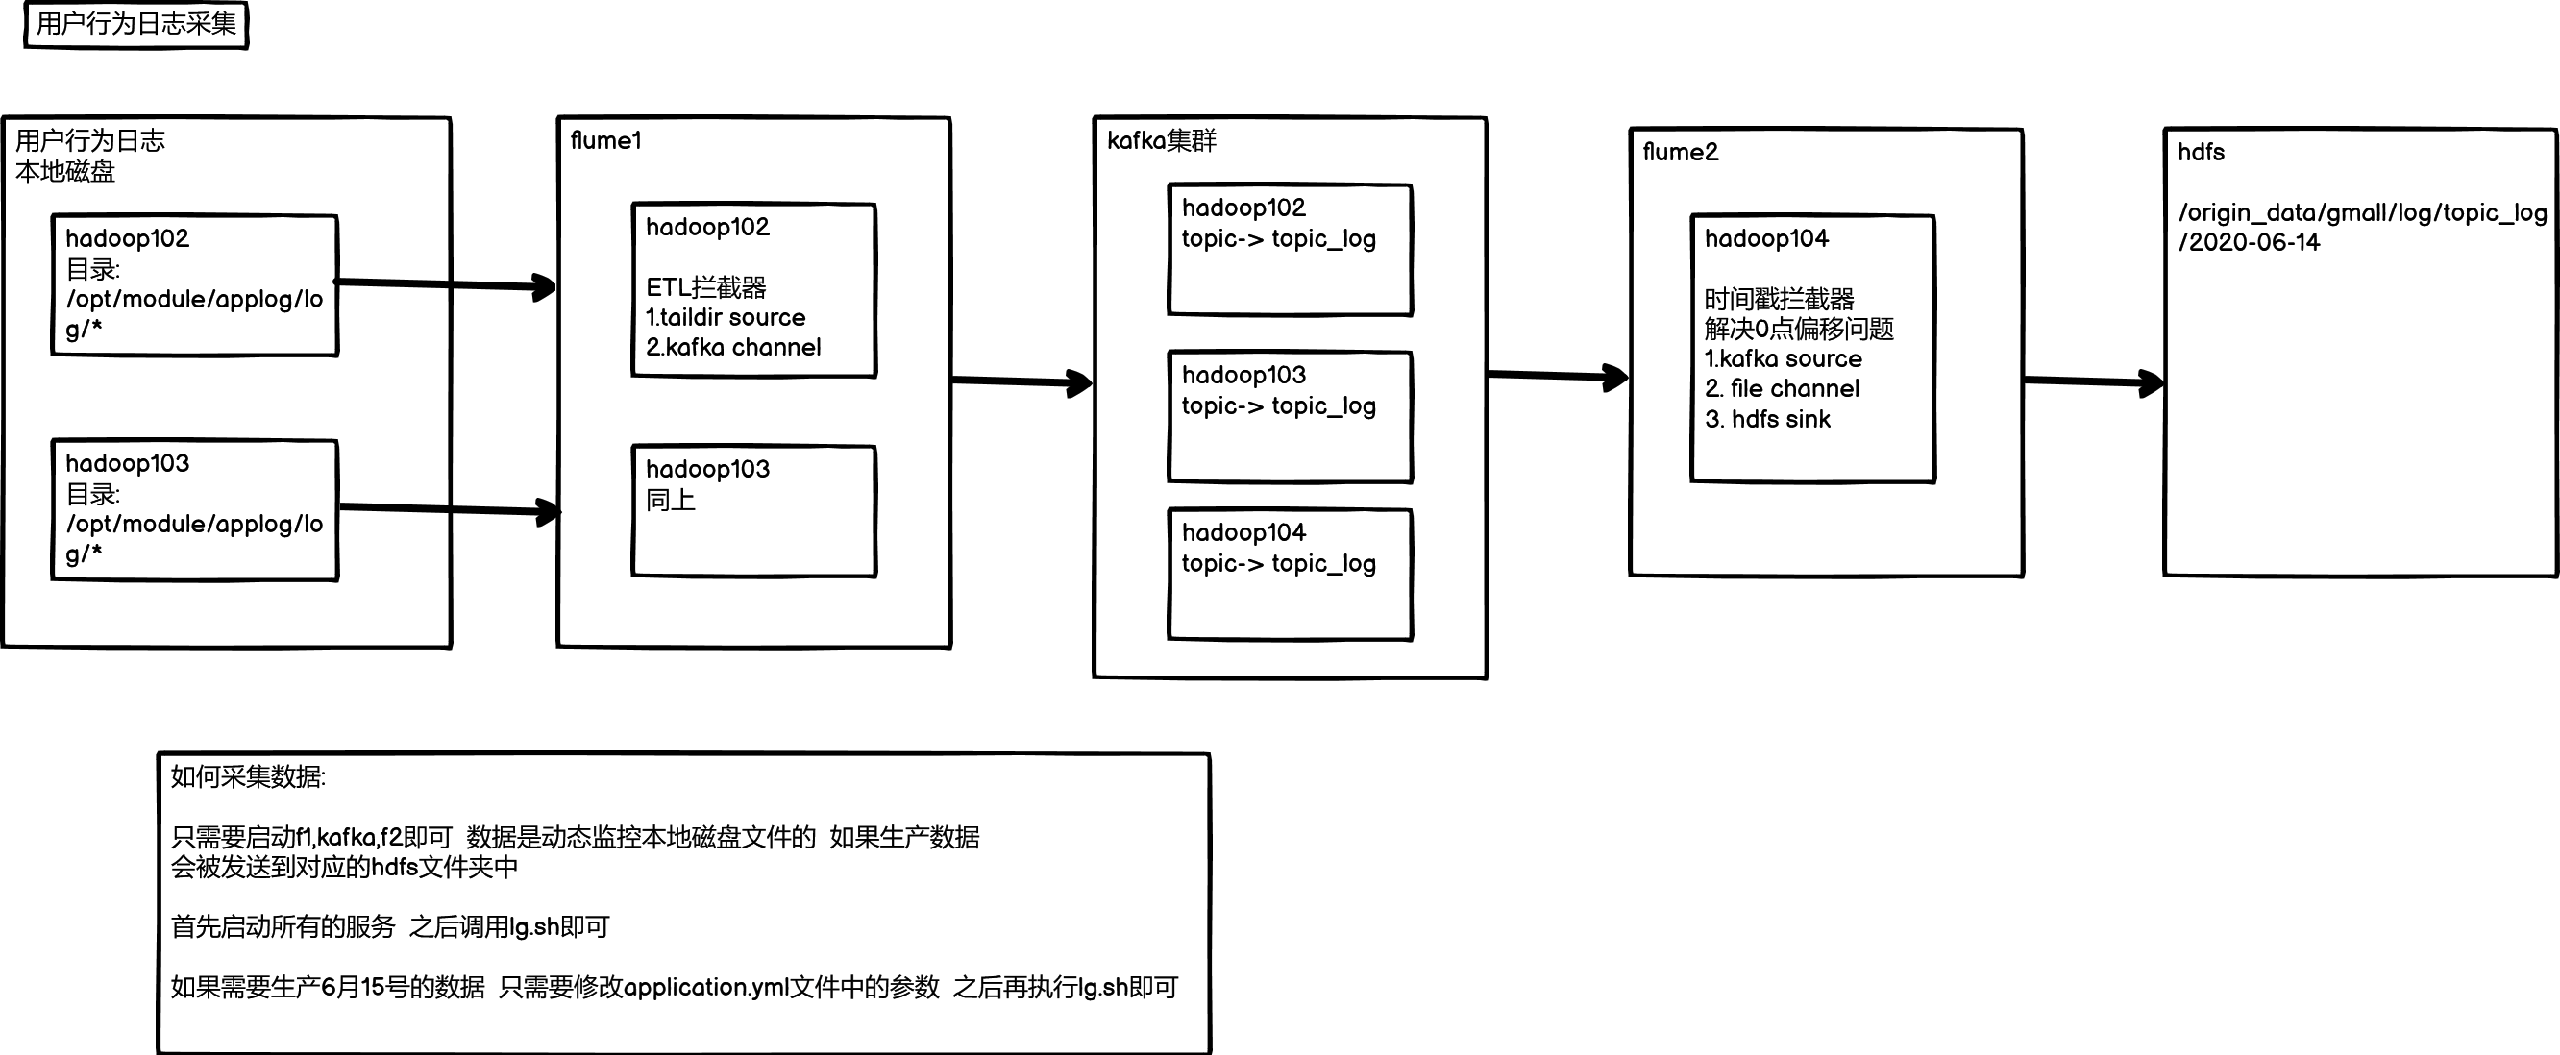 用户行为日志采集
用户行为日志
本地磁盘
hadoop102
目录:
/opt/module/applog/lo
g/*
hadoop103
目录:
/opt/module/applog/lo
g/*
flume1
hadoop102
ETL拦截器
1.taildir source
2.kafka channel
hadoop103
同上
kafka集群
hadoop102
topic-> topic_log
hadoop103
topic-> topic_log
hadoop104
topic-> topic_log
flume2
hadoop104
时间戳拦截器
解决0点偏移问题
1.kafka source
2. file channel
3. hdfs sink
hdfs
/origin_data/gmall/log/topic_log
/2020-06-14
如何采集数据:
只需要启动f1,kafka,f2即可 数据是动态监控本地磁盘文件的 如果生产数据
会被发送到对应的hdfs文件夹中
首先启动所有的服务 之后调用lg.sh即可
如果需要生产6月15号的数据 只需要修改application.yml文件中的参数 之后再执行lg.sh即可